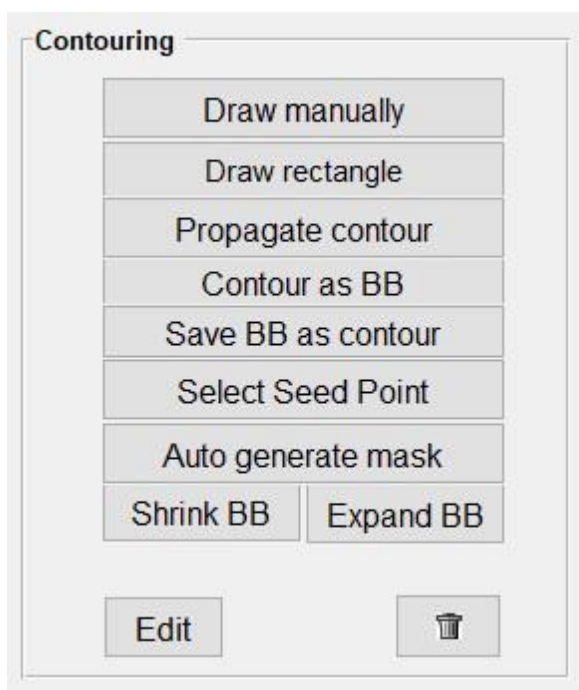 Contouring
Draw manually
Draw rectangle
Propagate contour
Contour as BB
Save BB as contour
Select Seed Point
Auto generate mask
Shrink BB Expand BB
Edit